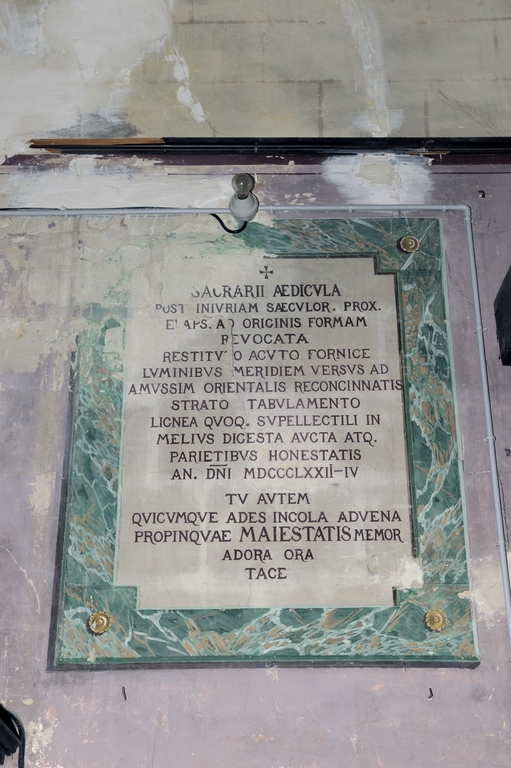 SACRARII AEDICVLA
POST INIVRIAM SAECVLOR. PROX.
ELAPS. AD ORIGINIS FORMAM
REVOCATA
RESTITVTO ACVTO FORNICE
LVMINIBVS MERIDIEM VERSVS AD
AMVSSIM ORIENTALIS RECONCINNATIS
STRATO TABVLAMENTO
LIGNEA QVOQ. SVPELLECTILI IN
MELIVS DIGESTA AVCTA ATQ.
PARIETIBVS HONESTATIS
AN. DÑI MDCCCLXXII-IV
TV AVTEM
QVICVMQVE ADES INCOLA ADVENA
PROPINQVAE MAIESTATIS MEMOR
ADORA ORA
TACE